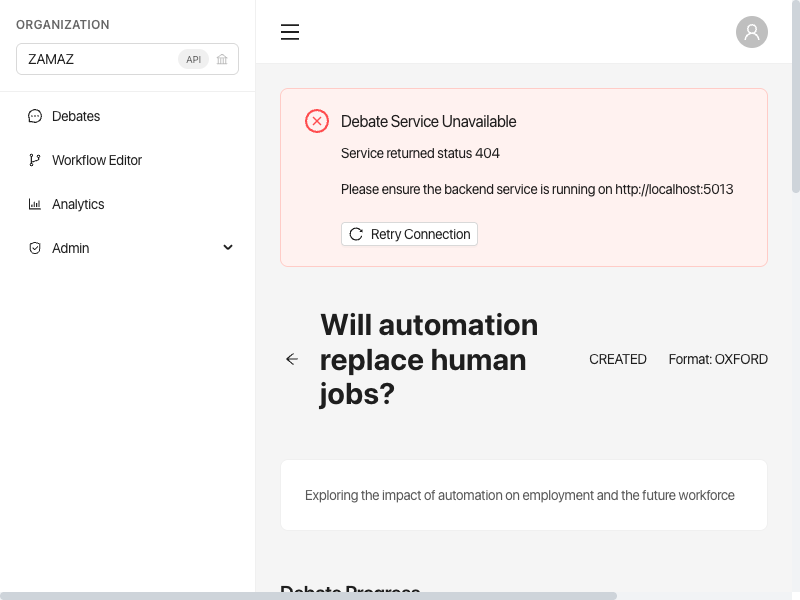 ORGANIZATION
ZAMAZ API
Debates
Workflow Editor
Analytics
Admin
Debate Service Unavailable
Service returned status 404
Please ensure the backend service is running on http://localhost:5013
Retry Connection
Will automation
replace human
jobs?
CREATED
Format: OXFORD
Exploring the impact of automation on employment and the future workforce
Debate Progress